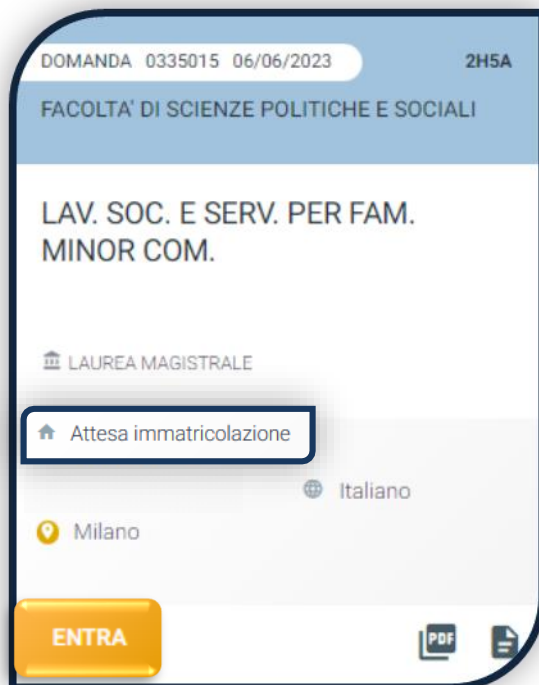 DOMANDA 0335015 06/06/2023 2H5A
FACOLTA' DI SCIENZE POLITICHE E SOCIALI
LAV. SOC. E SERV. PER FAM.
MINOR COM.
LAUREA MAGISTRALE
Attesa immatricolazione
Italiano
Milano
ENTRA
PDF